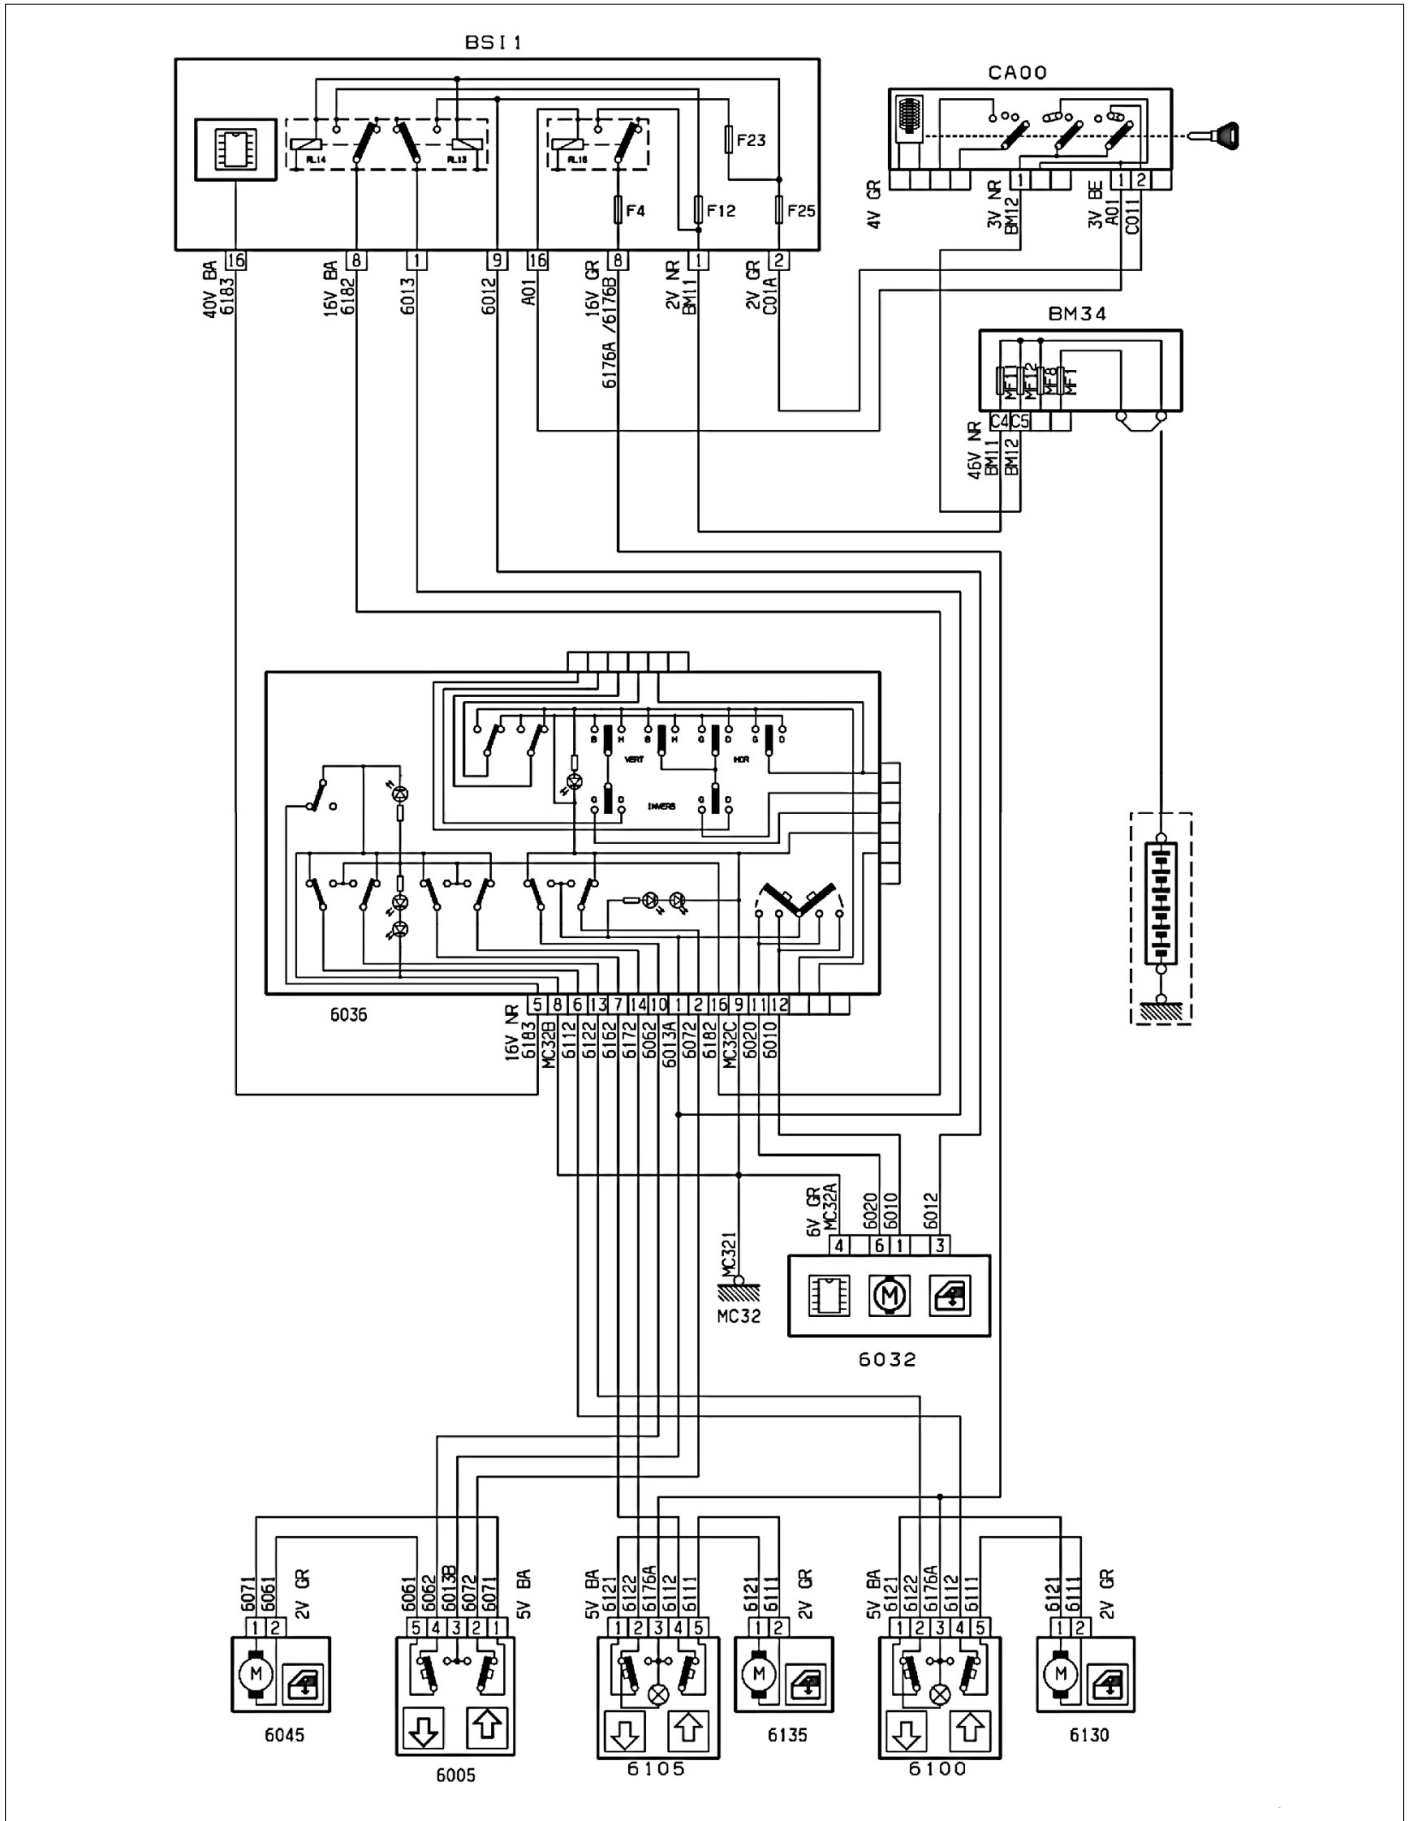 BSI1
CA00
RL14
RL13
RL16
F23
F4
F12
F25
16
8
1
9
16
8
1
2
40V BA
6183
16V BA
6182
6013
6012
A01
16V GR
6176A /6176B
2V NR
BM11
2V GR
C01A
1
1
2
4V GR
3V NR
BM12
3V BE
A01
C011
BM34
MF11
MF12
MF8
MF1
C4
C5
46V NR
BM11
BM12
B
H
B
H
G
D
G
D
VERT
HOR
G
D
INVERS
G
D
6036
5
8
6
13
7
14
10
1
2
16
9
11
12
16V NR
6183
MC32B
6112
6122
6162
6172
6062
6013A
6072
6182
MC32C
6020
6010
6V GR
MC32A
6020
6010
6012
4
6
1
3
M
6032
MC321
MC32
6071
6061
2V GR
1
2
M
6045
6061
6062
6013B
6072
6071
5V BA
5
4
3
2
1
6005
5V BA
6121
6122
6176A
6112
6111
1
2
3
4
5
6105
6121
6111
2V GR
1
2
M
6135
5V BA
6121
6122
6176A
6112
6111
1
2
3
4
5
6100
6121
6111
2V GR
1
2
M
6130